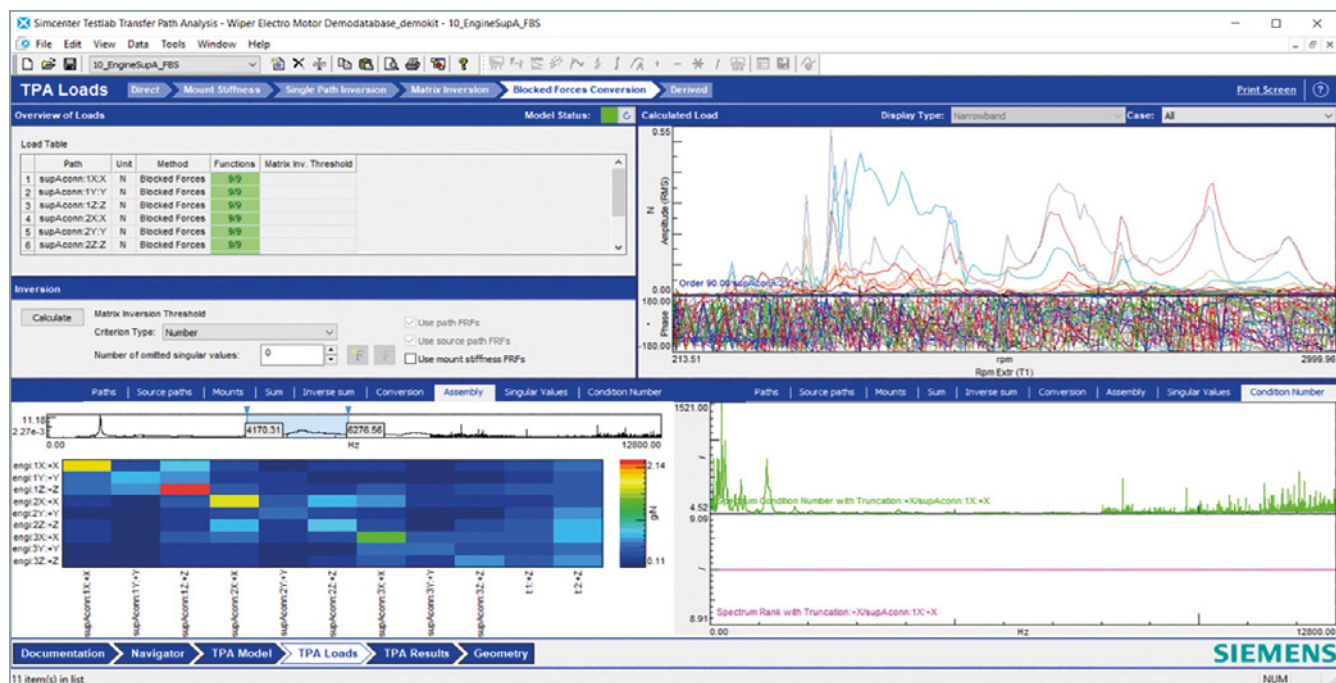 Simcenter Testlab Transfer Path Analysis - Wiper Electro Motor Demodatabase_demokit - 10_EngineSupA_FBS
File Edit View Data Tools Window Help
10_EngineSupA_FBS
TPA Loads Direct Mount Stiffness Single Path Inversion Matrix Inversion Blocked Forces Conversion Derived Print Screen ?
Overview of Loads Model Status:
Load Table
Path Unit Method Functions Matrix Inv. Threshold
1 supAconn:1X:X N Blocked Forces 9/9
2 supAconn:1Y:Y N Blocked Forces 9/9
3 supAconn:1Z:Z N Blocked Forces 9/9
4 supAconn:2X:X N Blocked Forces 9/9
5 supAconn:2Y:Y N Blocked Forces 9/9
6 supAconn:2Z:Z N Blocked Forces 9/9
Inversion
Calculate
Matrix Inversion Threshold
Criterion Type: Number
Number of omitted singular values: 0
Use path FRFs
Use source path FRFs
Use mount stiffness FRFs
Calculated Load Display Type: Narrowband Case: All
0.55
N
Amplitude (RMS)
0.00
Order 90.00 supAconn:2Y:+Y
180.00
Phase
-180.00
213.51 rpm 2999.96
Rpm Extr (T1)
Paths Source paths Mounts Sum Inverse sum Conversion Assembly Singular Values Condition Number
11.18
2.27e-3
4170.31 6276.56
0.00 Hz 12800.00
engi:1X:+X
engi:1Y:+Y
engi:1Z:+Z
engi:2X:+X
engi:2Y:+Y
engi:2Z:+Z
engi:3X:+X
engi:3Y:+Y
engi:3Z:+Z
2.14
g/N
0.11
supAconn:1X:+X
supAconn:1Y:+Y
supAconn:1Z:+Z
supAconn:2X:+X
supAconn:2Y:+Y
supAconn:2Z:+Z
supAconn:3X:+X
supAconn:3Y:+Y
supAconn:3Z:+Z
t:1:+Z
t:2:+Z
Paths Source paths Mounts Sum Inverse sum Conversion Assembly Singular Values Condition Number
1521.00
/
Spectrum Condition Number with Truncation:+X/supAconn:1X:+X
4.52
9.09
/
Spectrum Rank with Truncation:+X/supAconn:1X:+X
8.91
0.00 Hz 12800.00
Documentation Navigator TPA Model TPA Loads TPA Results Geometry
SIEMENS
11 item(s) in list NUM